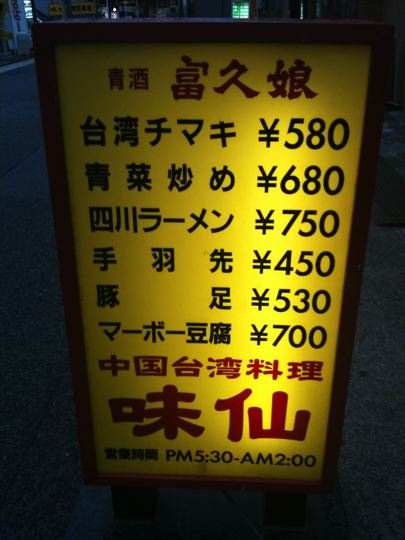 青酒 富久娘
台湾チマキ ¥580
青菜炒め ¥680
四川ラーメン ¥750
手羽先 ¥450
豚足 ¥530
マーボー豆腐 ¥700
中国台湾料理
味仙
営業時間 PM5:30-AM2:00